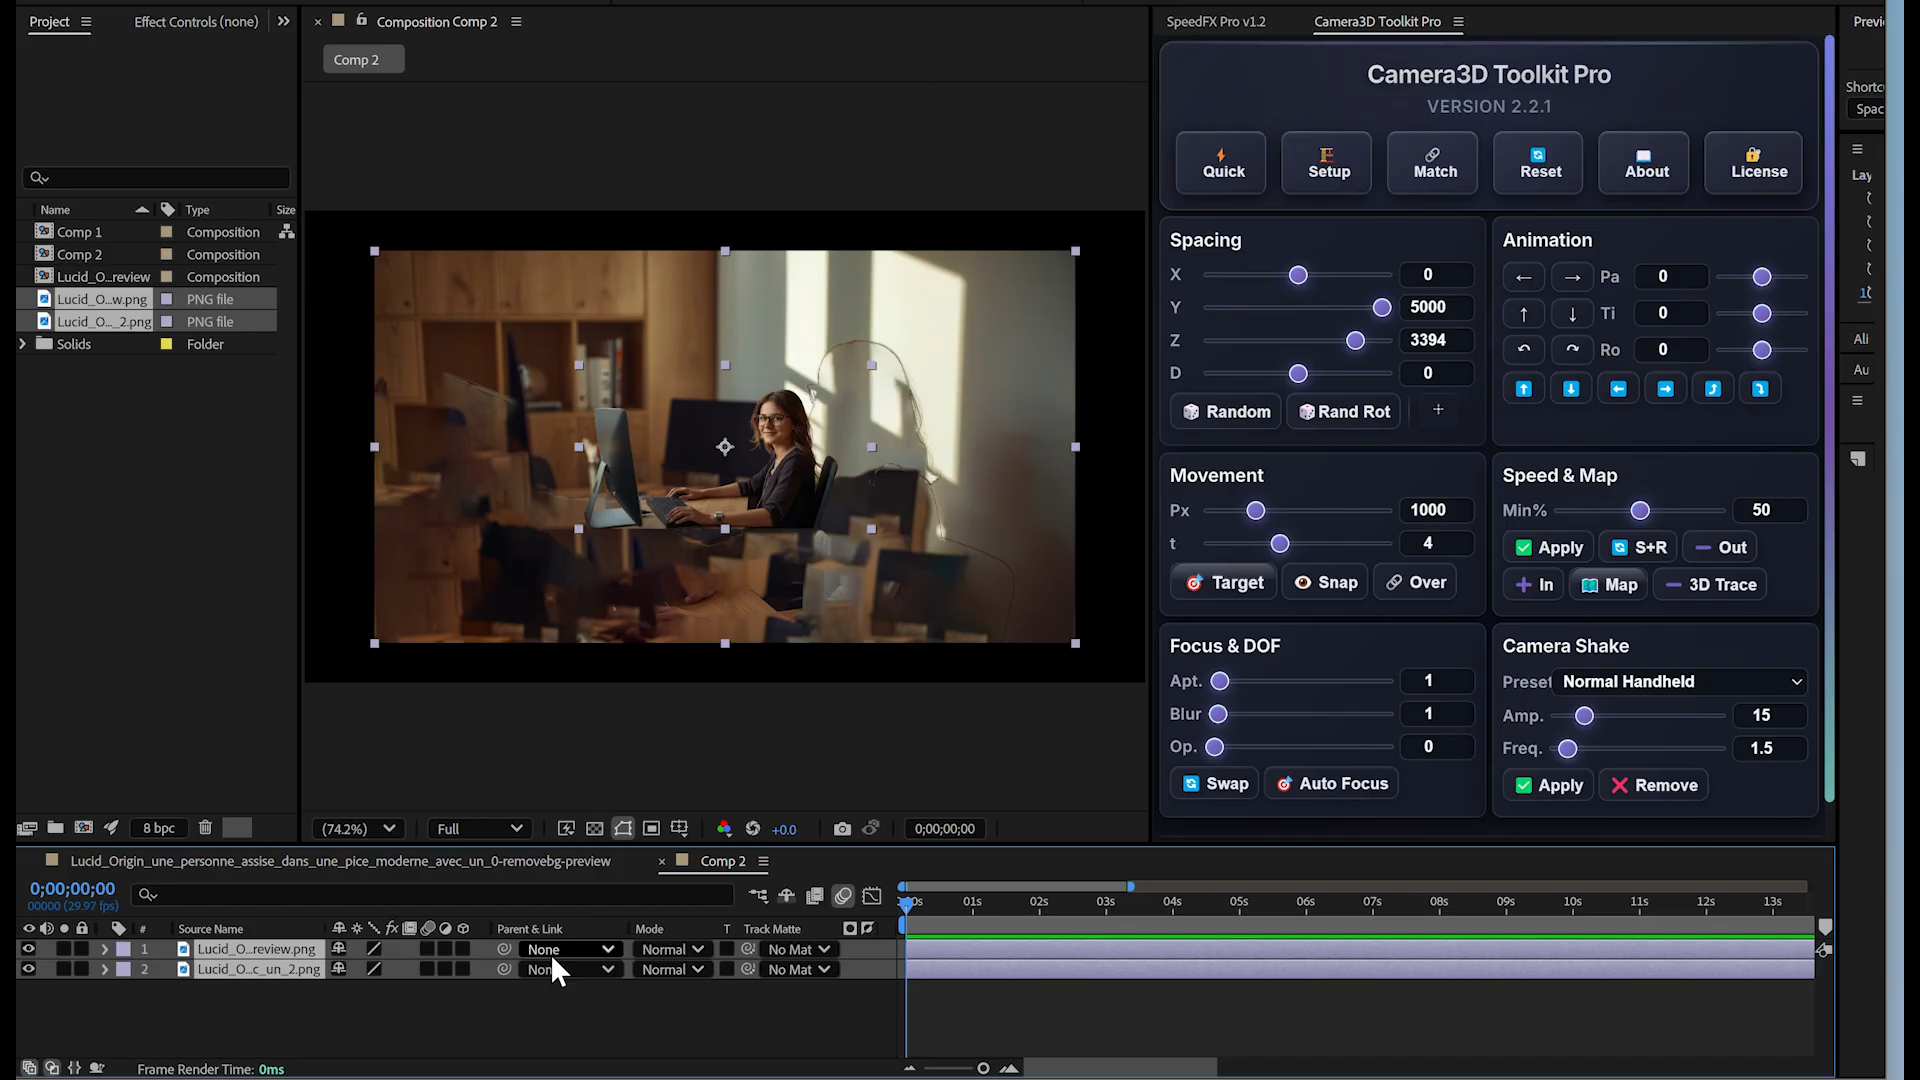 Project
Effect Controls (none)
Composition Comp 2
SpeedFX Pro v1.2
Camera3D Toolkit Pro
Comp 2
Camera3D Toolkit Pro
VERSION 2.2.1
Quick
Setup
Match
Reset
About
License
Spac
Name
Type
Size
Comp 1
Composition
Comp 2
Composition
Lucid_O...review
Composition
Lucid_O...w.png
PNG file
Lucid_O..._2.png
PNG file
Solids
Folder
Spacing
X
0
Y
5000
Z
3394
D
0
Random
Rand Rot
+
Animation
← → Pa 0
↑ ↓ Ti 0
Ro 0
Movement
Px
1000
t
4
Target
Snap
Over
Speed & Map
Min%
50
Apply
S+R
Out
In
Map
3D Trace
Focus & DOF
Apt.
1
Blur
1
Op.
0
Swap
Auto Focus
Camera Shake
Preset
Normal Handheld
Amp.
15
Freq.
1.5
Apply
Remove
Lay
Ali
Au
8 bpc
(74.2%)
Full
+0.0
0;00;00;00
Lucid_Origin_une_personne_assise_dans_une_pice_moderne_avec_un_0-removebg-preview
Comp 2
0;00;00;00
00000 (29.97 fps)
01s 02s 03s 04s 05s 06s 07s 08s 09s 10s 11s 12s 13s
# Source Name
fx
Parent & Link
Mode
T
Track Matte
1 Lucid_O...review.png None Normal No Mat
2 Lucid_O...c_un_2.png Normal No Mat
Frame Render Time: 0ms